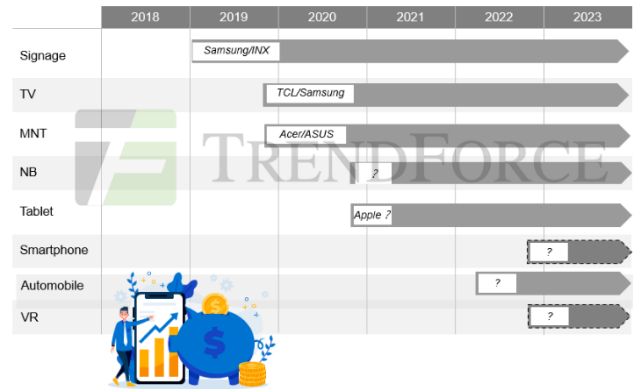 2018 2019 2020 2021 2022 2023
Signage Samsung/INX
TV TCL/Samsung
MNT Acer/ASUS
TRENDFORCE
NB ?
Tablet Apple ?
Smartphone ?
Automobile ?
VR ?
$
$
$